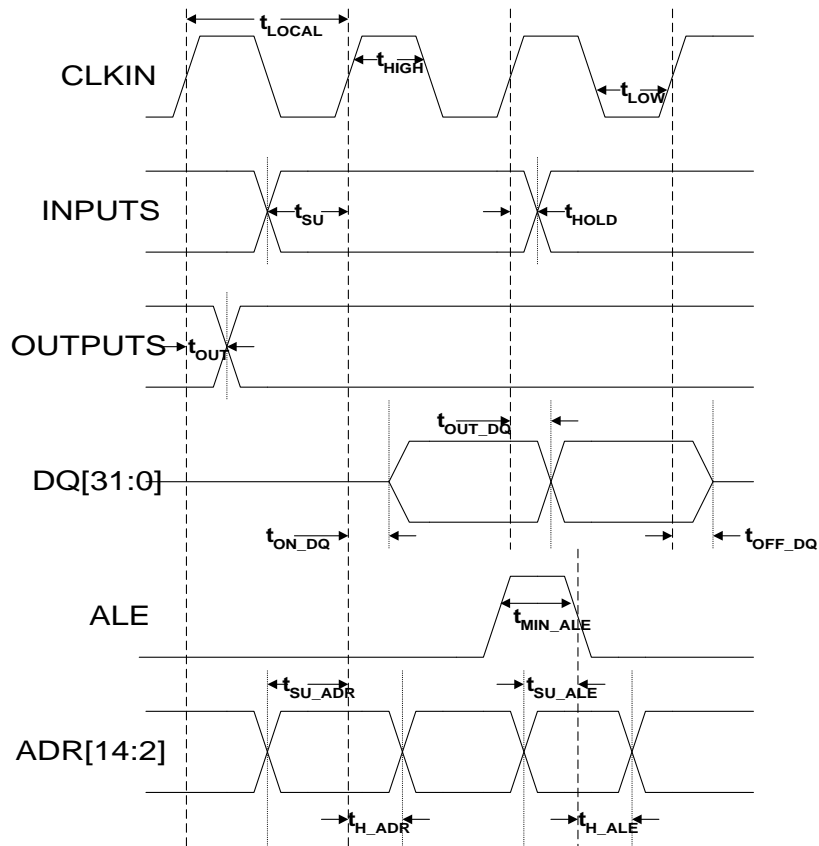 tLOCAL
CLKIN
tHIGH
tLOW
INPUTS
tSU
tHOLD
OUTPUTS
tOUT
tOUT_DQ
DQ[31:0]
tON_DQ
tOFF_DQ
ALE
tMIN_ALE
tSU_ADR
tSU_ALE
ADR[14:2]
tH_ADR
tH_ALE